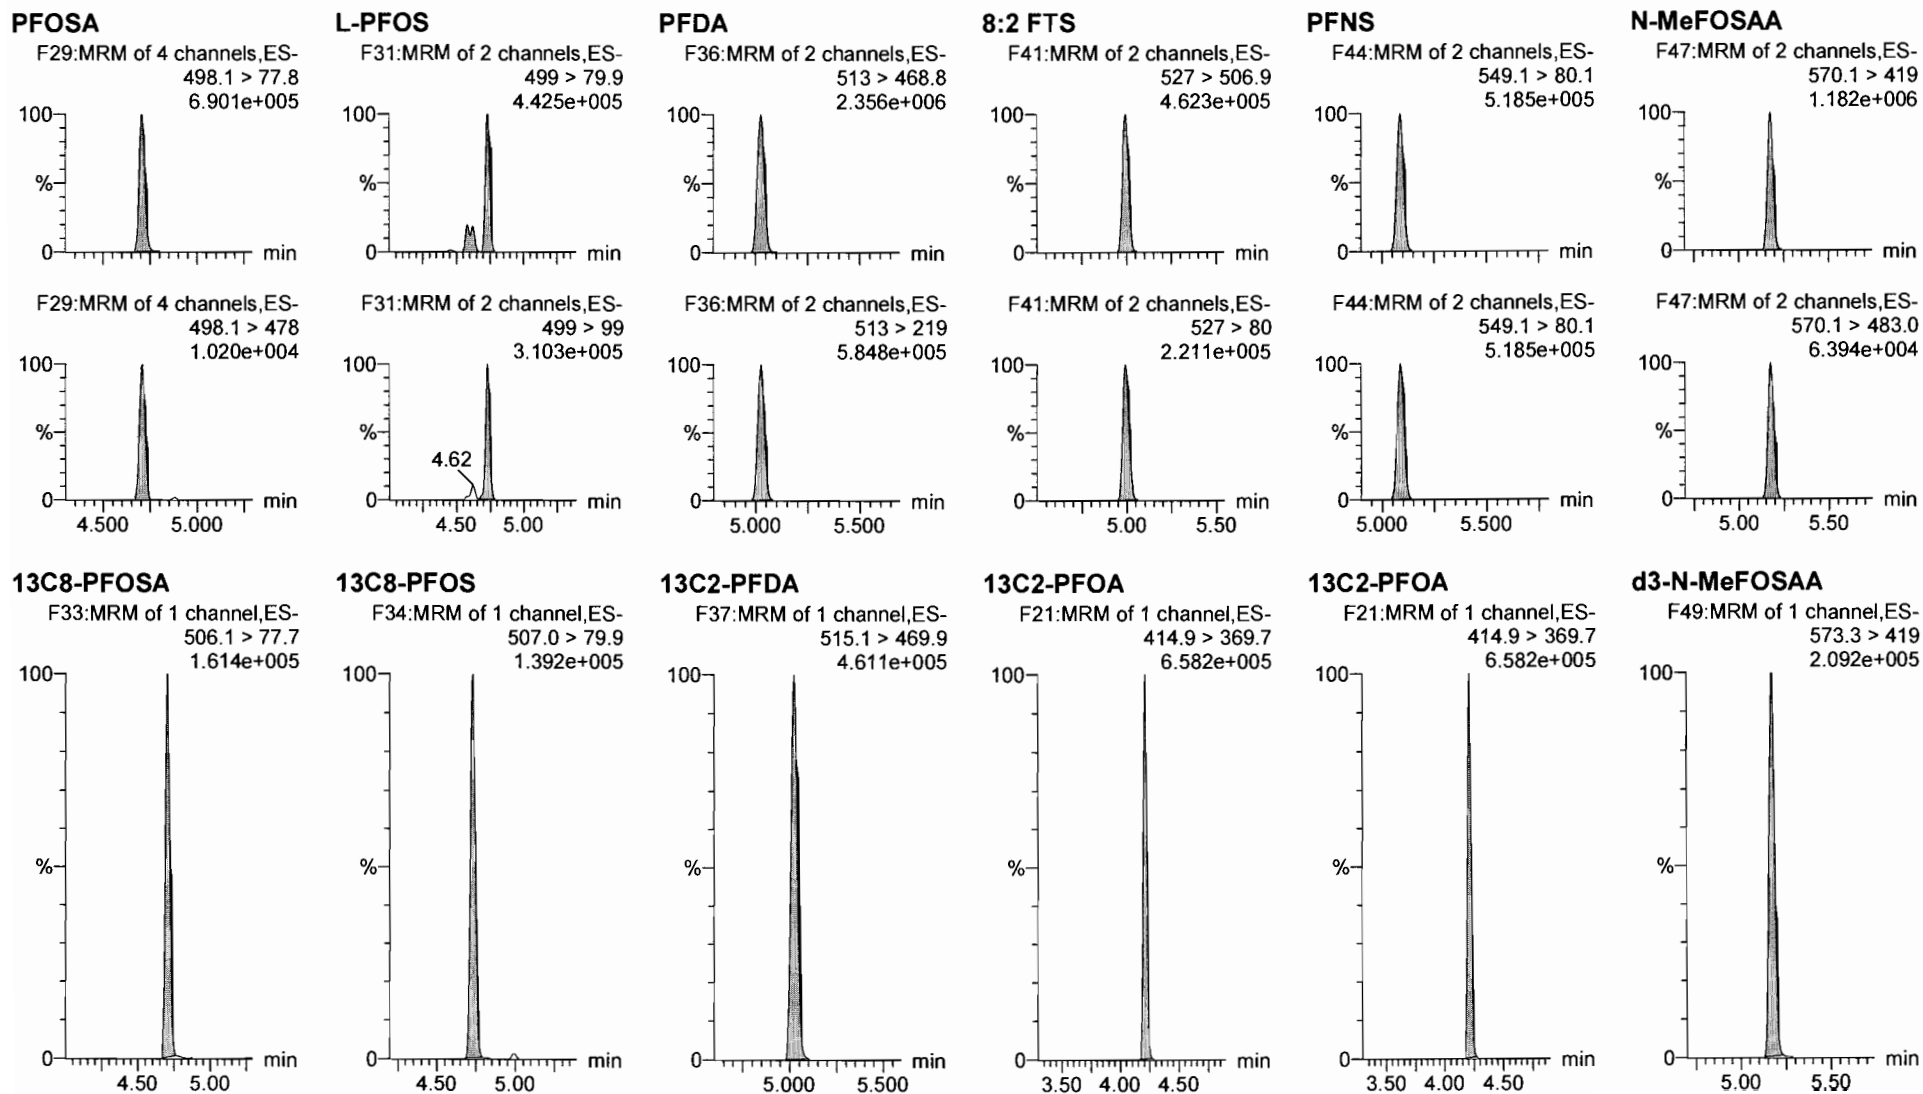 PFOSA
F29:MRM of 4 channels,ES-
498.1 > 77.8
6.901e+005
100
%
0
min
F29:MRM of 4 channels,ES-
498.1 > 478
1.020e+004
100
%
0
min
4.500 5.000
L-PFOS
F31:MRM of 2 channels,ES-
499 > 79.9
4.425e+005
100
%
0
min
F31:MRM of 2 channels,ES-
499 > 99
3.103e+005
100
%
4.62
0
min
4.50 5.00
PFDA
F36:MRM of 2 channels,ES-
513 > 468.8
2.356e+006
100
%
0
min
F36:MRM of 2 channels,ES-
513 > 219
5.848e+005
100
%
0
min
5.000 5.500
8:2 FTS
F41:MRM of 2 channels,ES-
527 > 506.9
4.623e+005
100
%
0
min
F41:MRM of 2 channels,ES-
527 > 80
2.211e+005
100
%
0
min
5.00 5.50
PFNS
F44:MRM of 2 channels,ES-
549.1 > 80.1
5.185e+005
100
%
0
min
F44:MRM of 2 channels,ES-
549.1 > 80.1
5.185e+005
100
%
0
min
5.000 5.500
N-MeFOSAA
F47:MRM of 2 channels,ES-
570.1 > 419
1.182e+006
100
%
0
min
F47:MRM of 2 channels,ES-
570.1 > 483.0
6.394e+004
100
%
0
min
5.00 5.50
13C8-PFOSA
F33:MRM of 1 channel,ES-
506.1 > 77.7
1.614e+005
100
%
0
min
4.50 5.00
13C8-PFOS
F34:MRM of 1 channel,ES-
507.0 > 79.9
1.392e+005
100
%
0
min
4.50 5.00
13C2-PFDA
F37:MRM of 1 channel,ES-
515.1 > 469.9
4.611e+005
100
%
0
min
5.000 5.500
13C2-PFOA
F21:MRM of 1 channel,ES-
414.9 > 369.7
6.582e+005
100
%
0
min
3.50 4.00 4.50
13C2-PFOA
F21:MRM of 1 channel,ES-
414.9 > 369.7
6.582e+005
100
%
0
min
3.50 4.00 4.50
d3-N-MeFOSAA
F49:MRM of 1 channel,ES-
573.3 > 419
2.092e+005
100
%
0
min
5.00 5.50